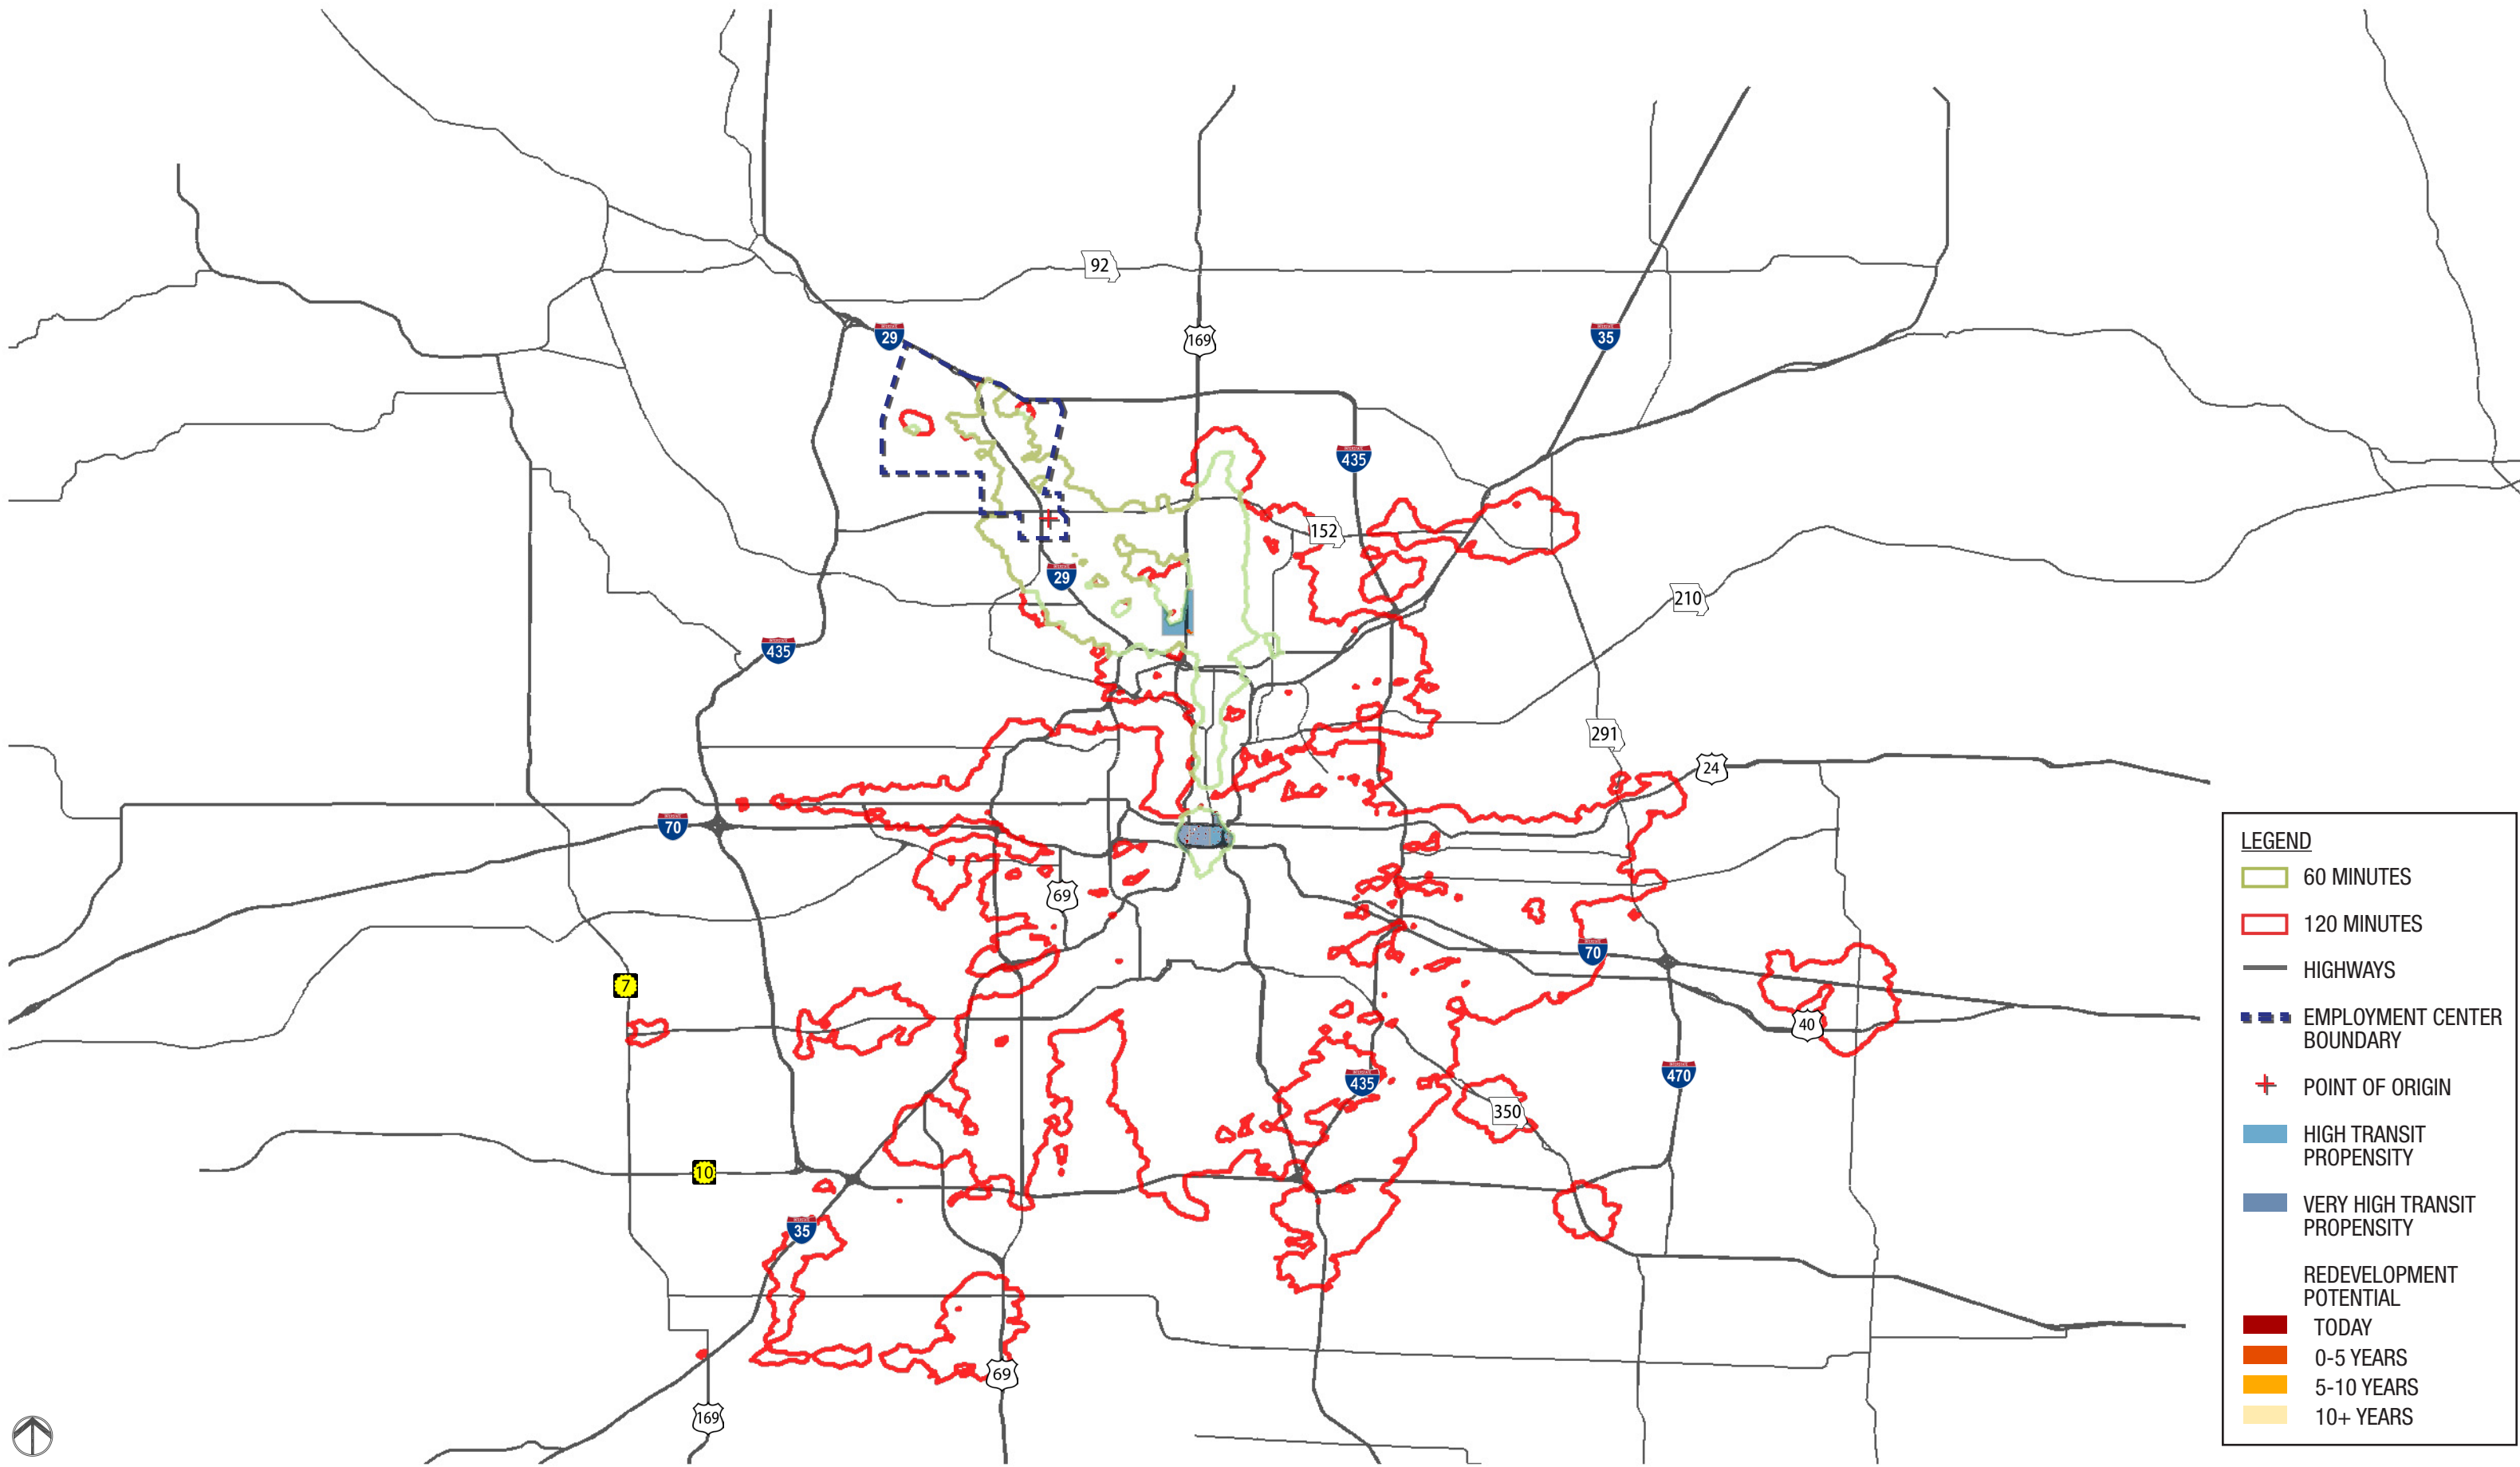 92
29
169
35
435
152
29
210
435
291
24
70
69
70
7
40
435
470
350
10
35
69
169
LEGEND
60 MINUTES
120 MINUTES
HIGHWAYS
EMPLOYMENT CENTER
BOUNDARY
POINT OF ORIGIN
HIGH TRANSIT
PROPENSITY
VERY HIGH TRANSIT
PROPENSITY
REDEVELOPMENT
POTENTIAL
TODAY
0-5 YEARS
5-10 YEARS
10+ YEARS